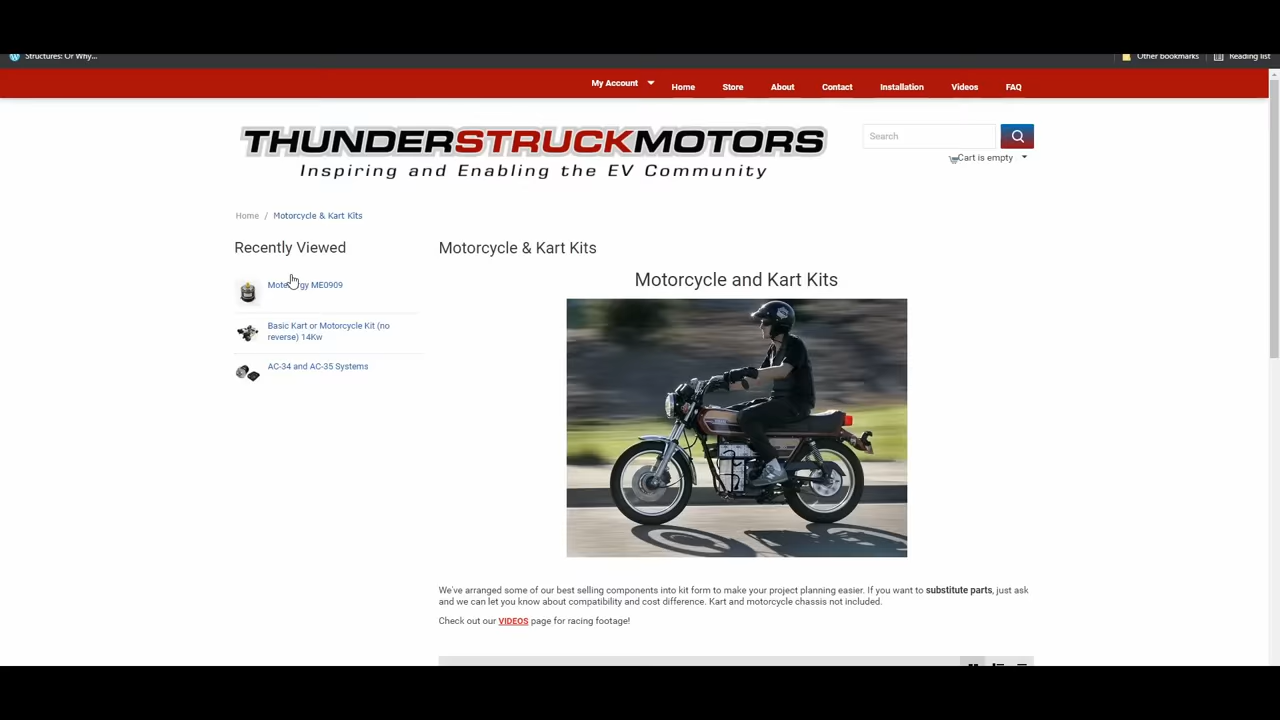 Structures: Or Why...
Other bookmarks
Reading list
My Account
Home
Store
About
Contact
Installation
Videos
FAQ
THUNDERSTRUCKMOTORS
Inspiring and Enabling the EV Community
Search
Cart is empty
Home / Motorcycle & Kart Kits
Recently Viewed
ME0909
Basic Kart or Motorcycle Kit (no
reverse) 14Kw
AC-34 and AC-35 Systems
Motorcycle & Kart Kits
Motorcycle and Kart Kits
We've arranged some of our best selling components into kit form to make your project planning easier. If you want to substitute parts, just ask
and we can let you know about compatibility and cost difference. Kart and motorcycle chassis not included.
Check out our VIDEOS page for racing footage!